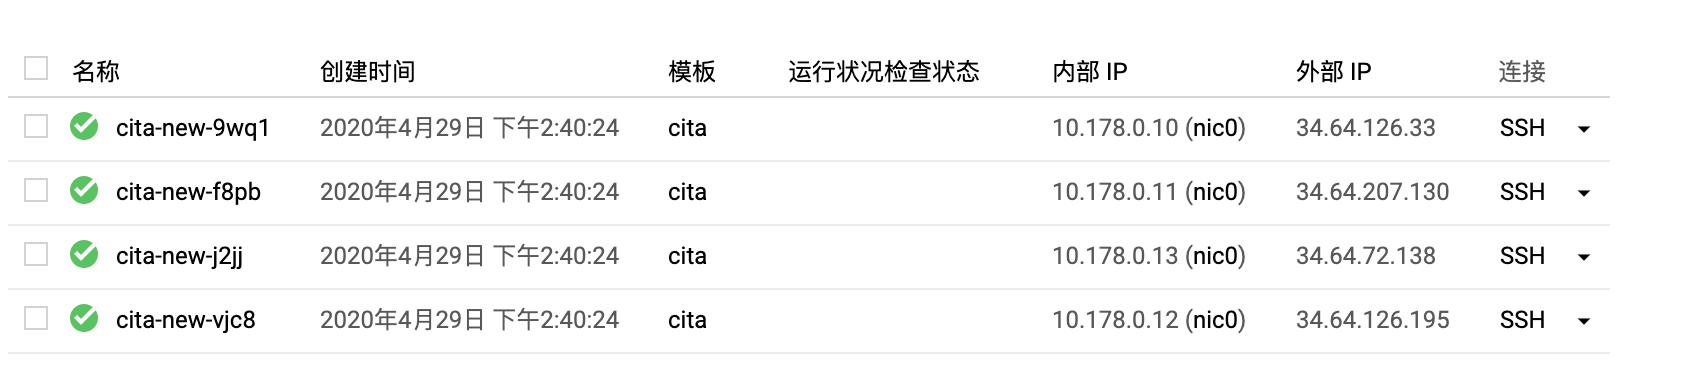 名称 创建时间 模板 运行状况检查状态 内部 IP 外部 IP 连接
cita-new-9wq1 2020年4月29日 下午2:40:24 cita 10.178.0.10 (nic0) 34.64.126.33 SSH
cita-new-f8pb 2020年4月29日 下午2:40:24 cita 10.178.0.11 (nic0) 34.64.207.130 SSH
cita-new-j2jj 2020年4月29日 下午2:40:24 cita 10.178.0.13 (nic0) 34.64.72.138 SSH
cita-new-vjc8 2020年4月29日 下午2:40:24 cita 10.178.0.12 (nic0) 34.64.126.195 SSH